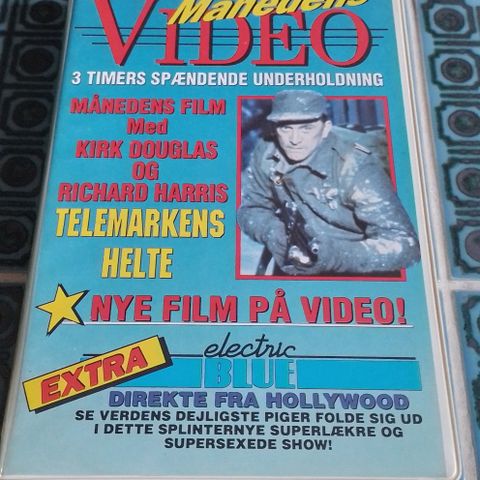 Månedens
VIDEO
3 TIMERS SPÆNDENDE UNDERHOLDNING
MÅNEDENS FILM
Med
KIRK DOUGLAS
OG
RICHARD HARRIS
TELEMARKENS
HELTE
NYE FILM PÅ VIDEO!
EXTRA
electric
BLUE
DIREKTE FRA HOLLYWOOD
SE VERDENS DEJLIGSTE PIGER FOLDE SIG UD
I DETTE SPLINTERNYE SUPERLÆKRE OG
SUPERSEXEDE SHOW!